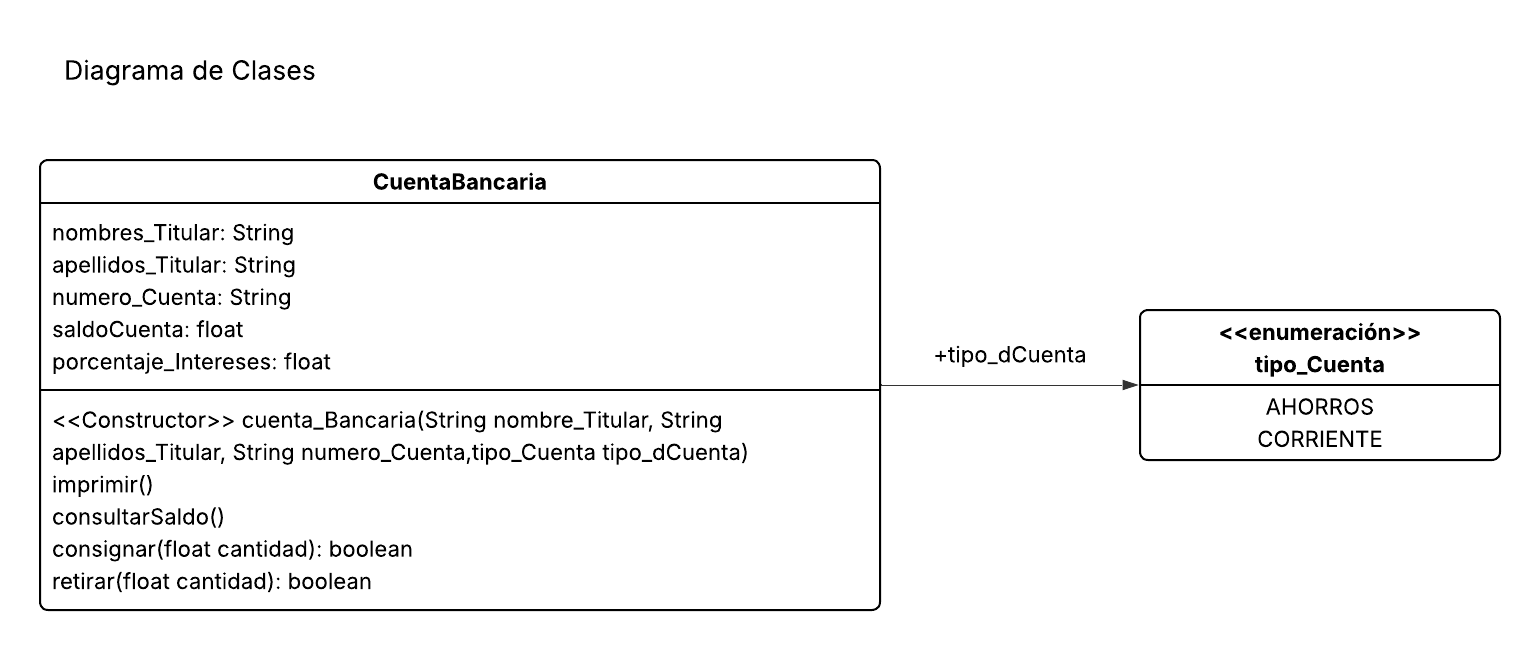 Diagrama de Clases
CuentaBancaria
nombres_Titular: String
apellidos_Titular: String
numero_Cuenta: String
saldoCuenta: float
porcentaje_Intereses: float
<<Constructor>> cuenta_Bancaria(String nombre_Titular, String
apellidos_Titular, String numero_Cuenta,tipo_Cuenta tipo_dCuenta)
imprimir()
consultarSaldo()
consignar(float cantidad): boolean
retirar(float cantidad): boolean
+tipo_dCuenta
<<enumeración>>
tipo_Cuenta
AHORROS
CORRIENTE